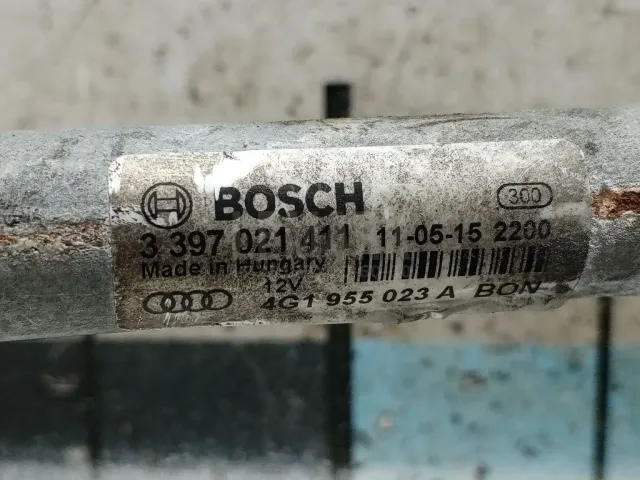 BOSCH 300
3 397 021 411 11-05-15 2200
Made in Hungary
12V
4G1 955 023 A BON